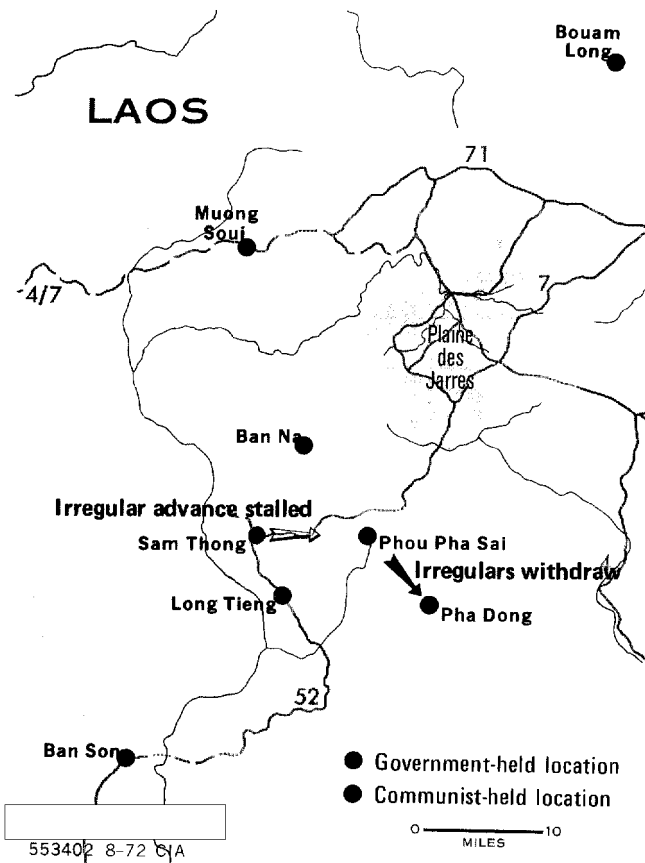 Bouam
Long
LAOS
71
Muong
Soui
4/7
7
Plaine
des
Jarres
Ban Na
Irregular advance stalled
Sam Thong
Phou Pha Sai
Irregulars withdraw
Long Tieng
Pha Dong
52
Ban Son
Government-held location
Communist-held location
0 10
MILES
553402 8-72 CIA